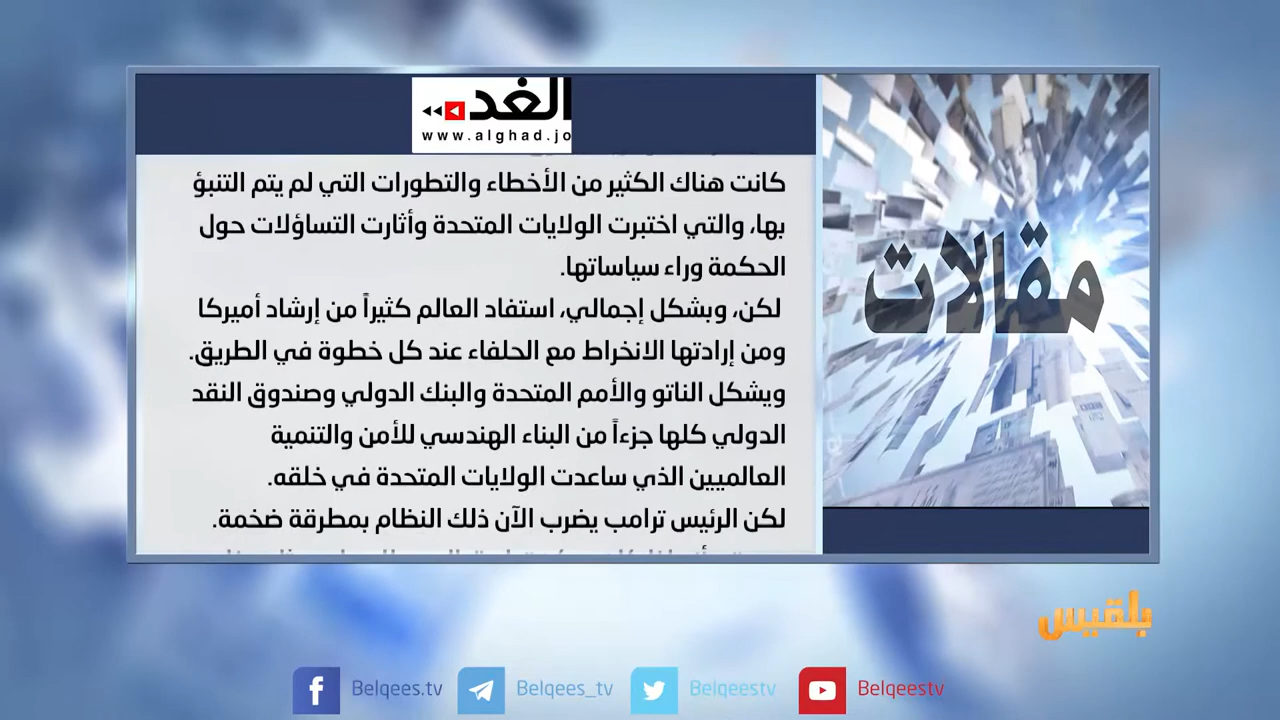 الغد
www.alghad.jo
كانت هناك الكثير من الأخطاء والتطورات التي لم يتم التنبؤ
بها، والتي اختبرت الولايات المتحدة وأثارت التساؤلات حول
الحكمة وراء سياساتها.
لكن، وبشكل إجمالي، استفاد العالم كثيراً من إرشاد أميركا
ومن إرادتها الانخراط مع الحلفاء عند كل خطوة في الطريق.
ويشكل الناتو والأمم المتحدة والبنك الدولي وصندوق النقد
الدولي كلها جزءاً من البناء الهندسي للأمن والتنمية
العالميين الذي ساعدت الولايات المتحدة في خلقه.
لكن الرئيس ترامب يضرب الآن ذلك النظام بمطرقة ضخمة.
مقالات
بلقيس
Belqees.tv
Belqees_tv
Belqeestv
Belqeestv